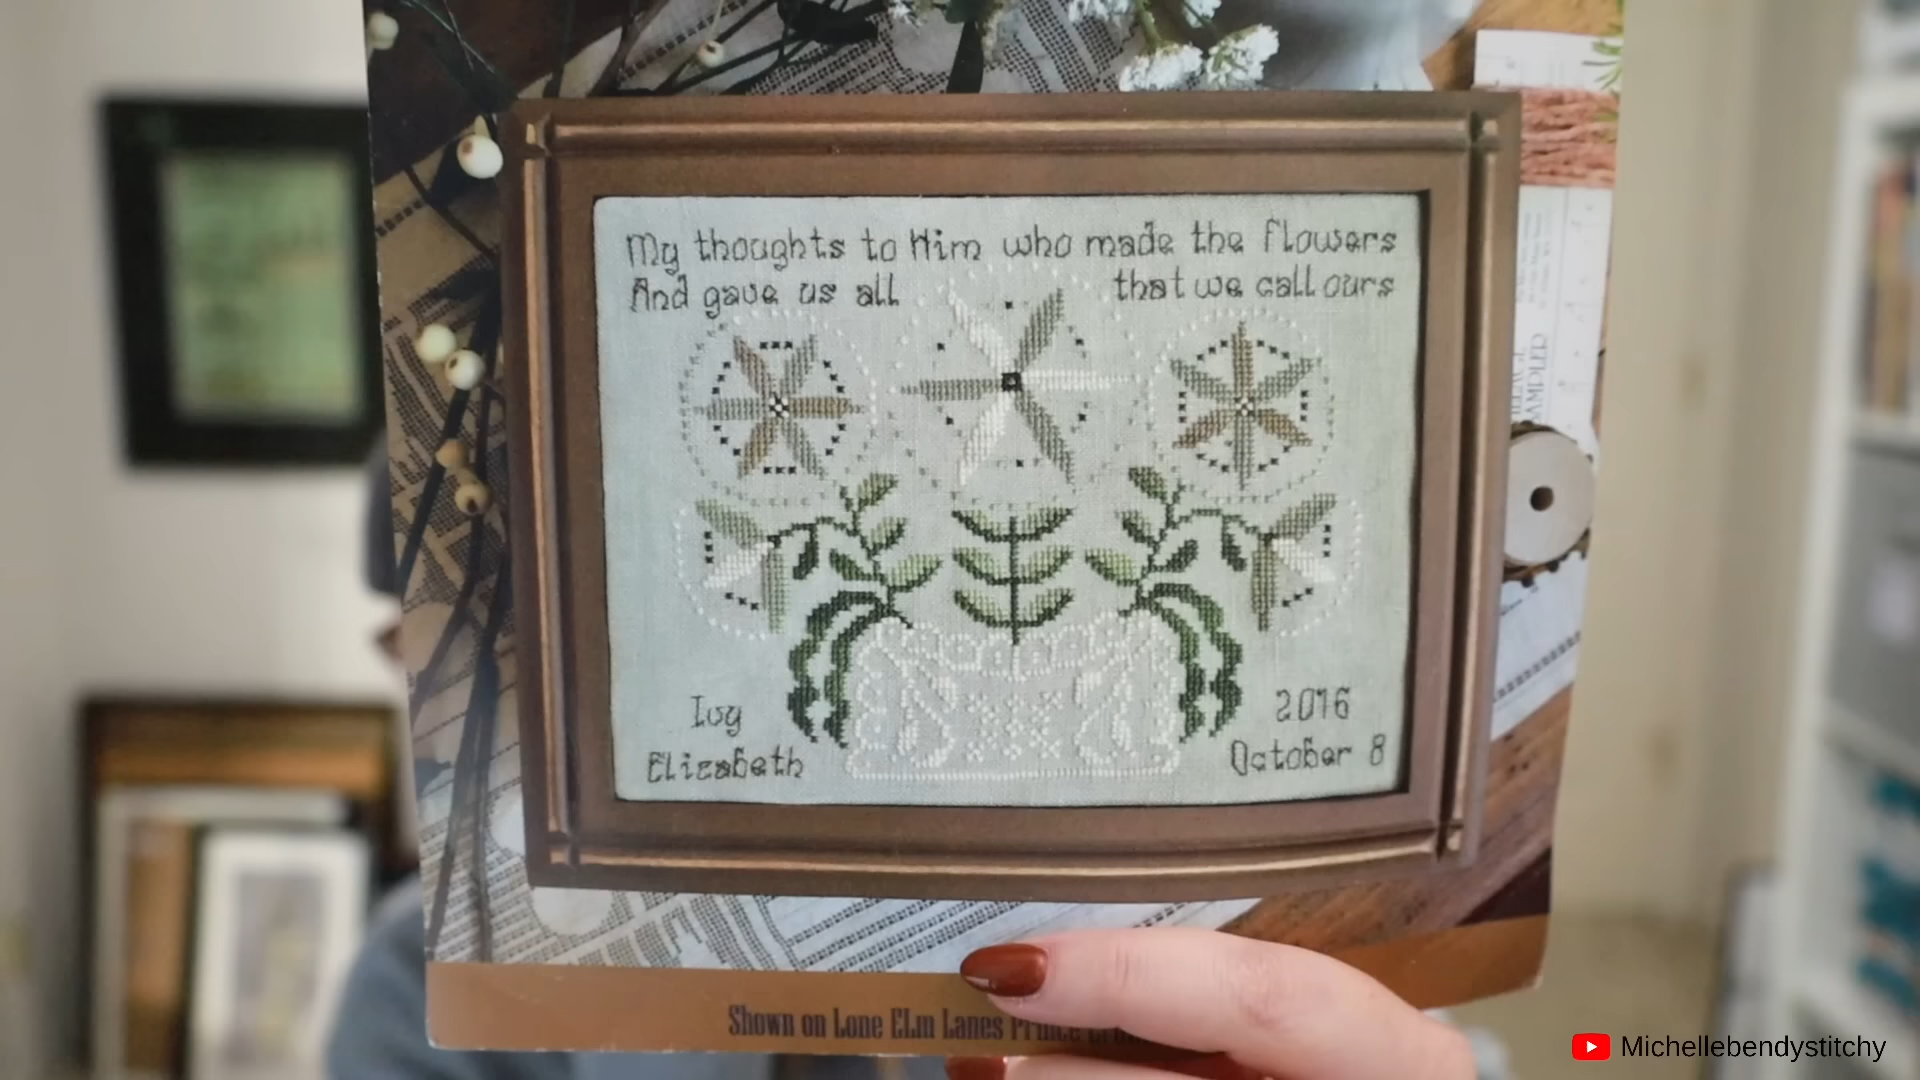 My thoughts to Him who made the flowers
And gave us all that we call ours
Ivy
Elizabeth
2016
October 8
SAMPLER
Shown on Lone Elm Lanes
Michellebendystitchy